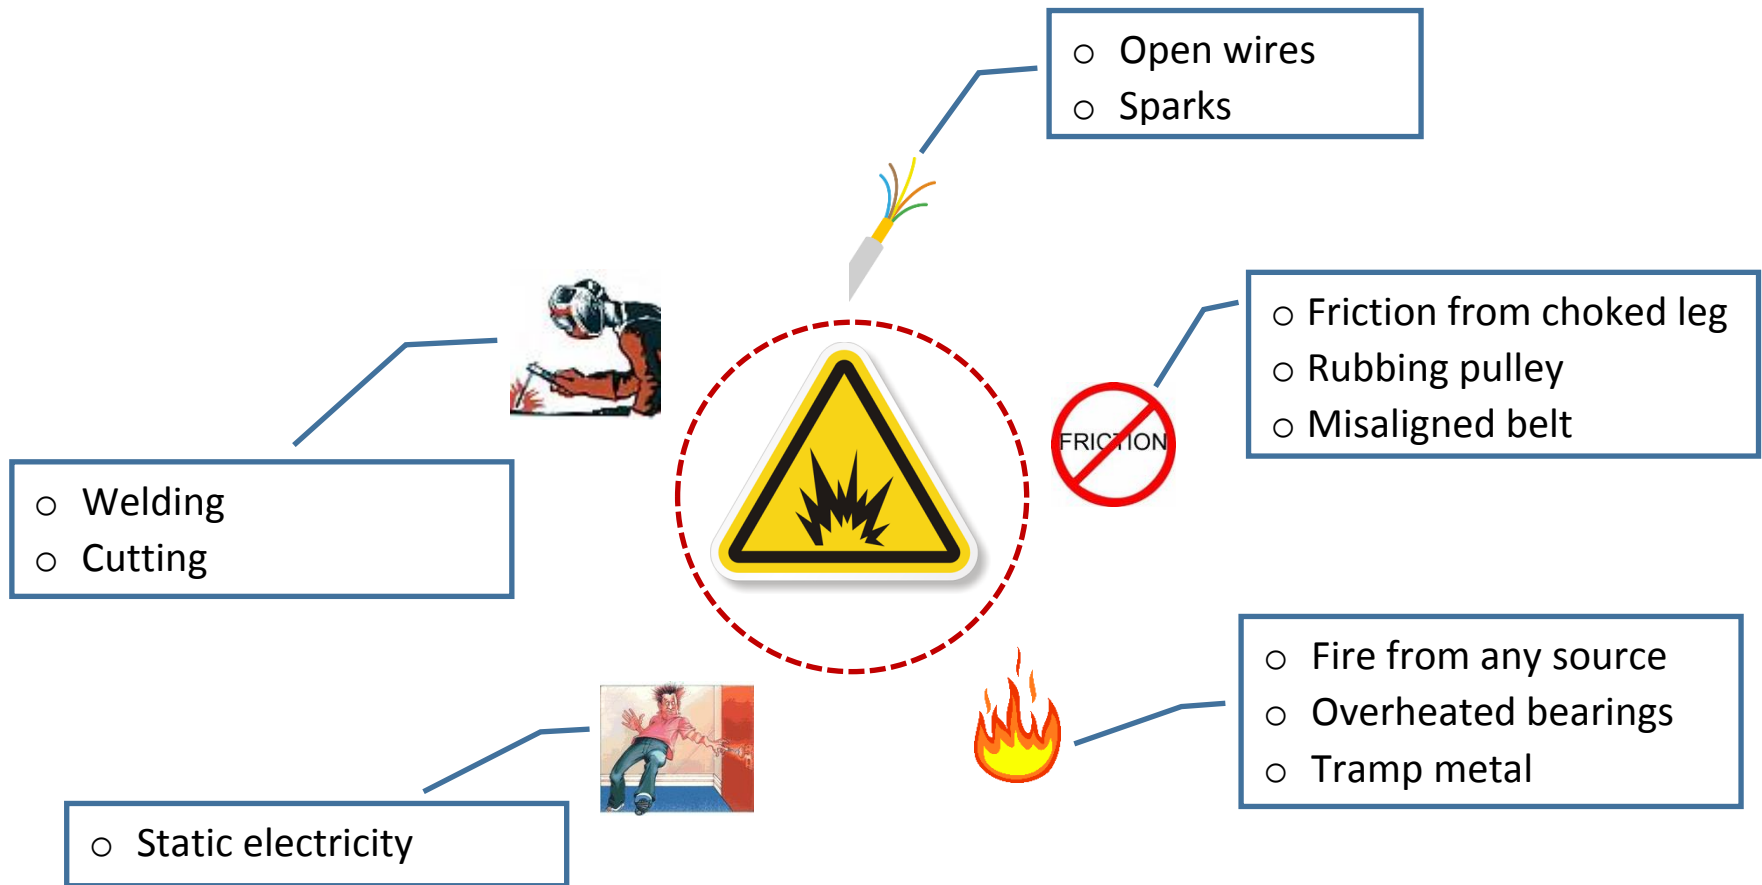 ○ Open wires
○ Sparks
○ Friction from choked leg
○ Rubbing pulley
○ Misaligned belt
FRICTION
○ Welding
○ Cutting
○ Fire from any source
○ Overheated bearings
○ Tramp metal
○ Static electricity